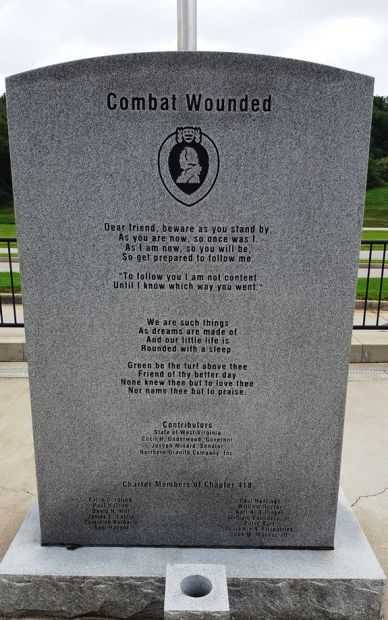 Combat Wounded
Dear friend, beware as you stand by
As you are now, so once was I.
As I am now, so you will be,
So get prepared to follow me.
"To follow you I am not content
Until I know which way you went."
We are such things
As dreams are made of
And our little life is
Rounded with a sleep
Green be the turf above thee
Friend of thy better day
None knew thee but to love thee
Nor name thee but to praise.
Contributors
State of West Virginia
Cecil H. Underwood, Governor
Joseph Minard, Senator
Northern Granite Company, Inc.
Charter Members of Chapter 418
David H. Hill